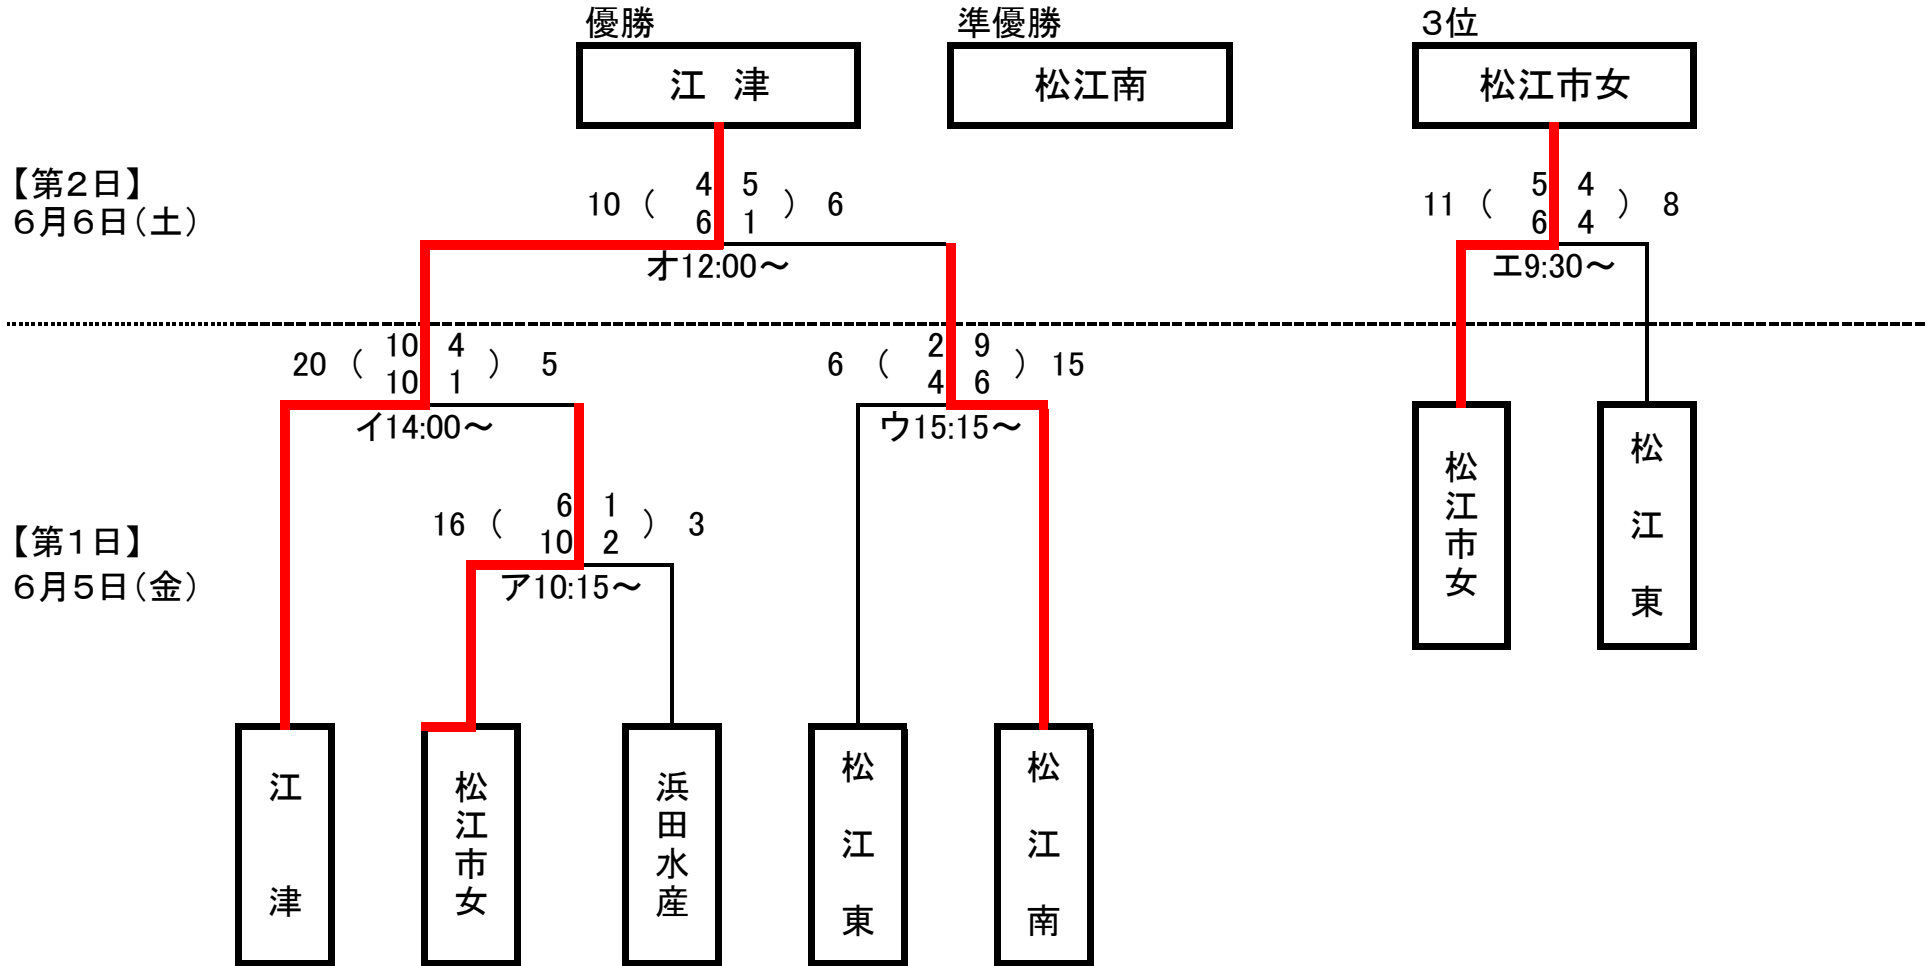 優勝
準優勝
３位
江　津
松江南
松江市女
【第２日】
６月６日（土）
10 （ 4 5 ） 6
6 1
オ12:00～
11 （ 5 4 ） 8
6 4
エ9:30～
20 （ 10 4 ） 5
10 1
イ14:00～
6 （ 2 9 ） 15
4 6
ウ15:15～
松江市女
松江東
【第１日】
６月５日（金）
16 （ 6 1 ） 3
10 2
ア10:15～
江津
松江市女
浜田水産
松江東
松江南